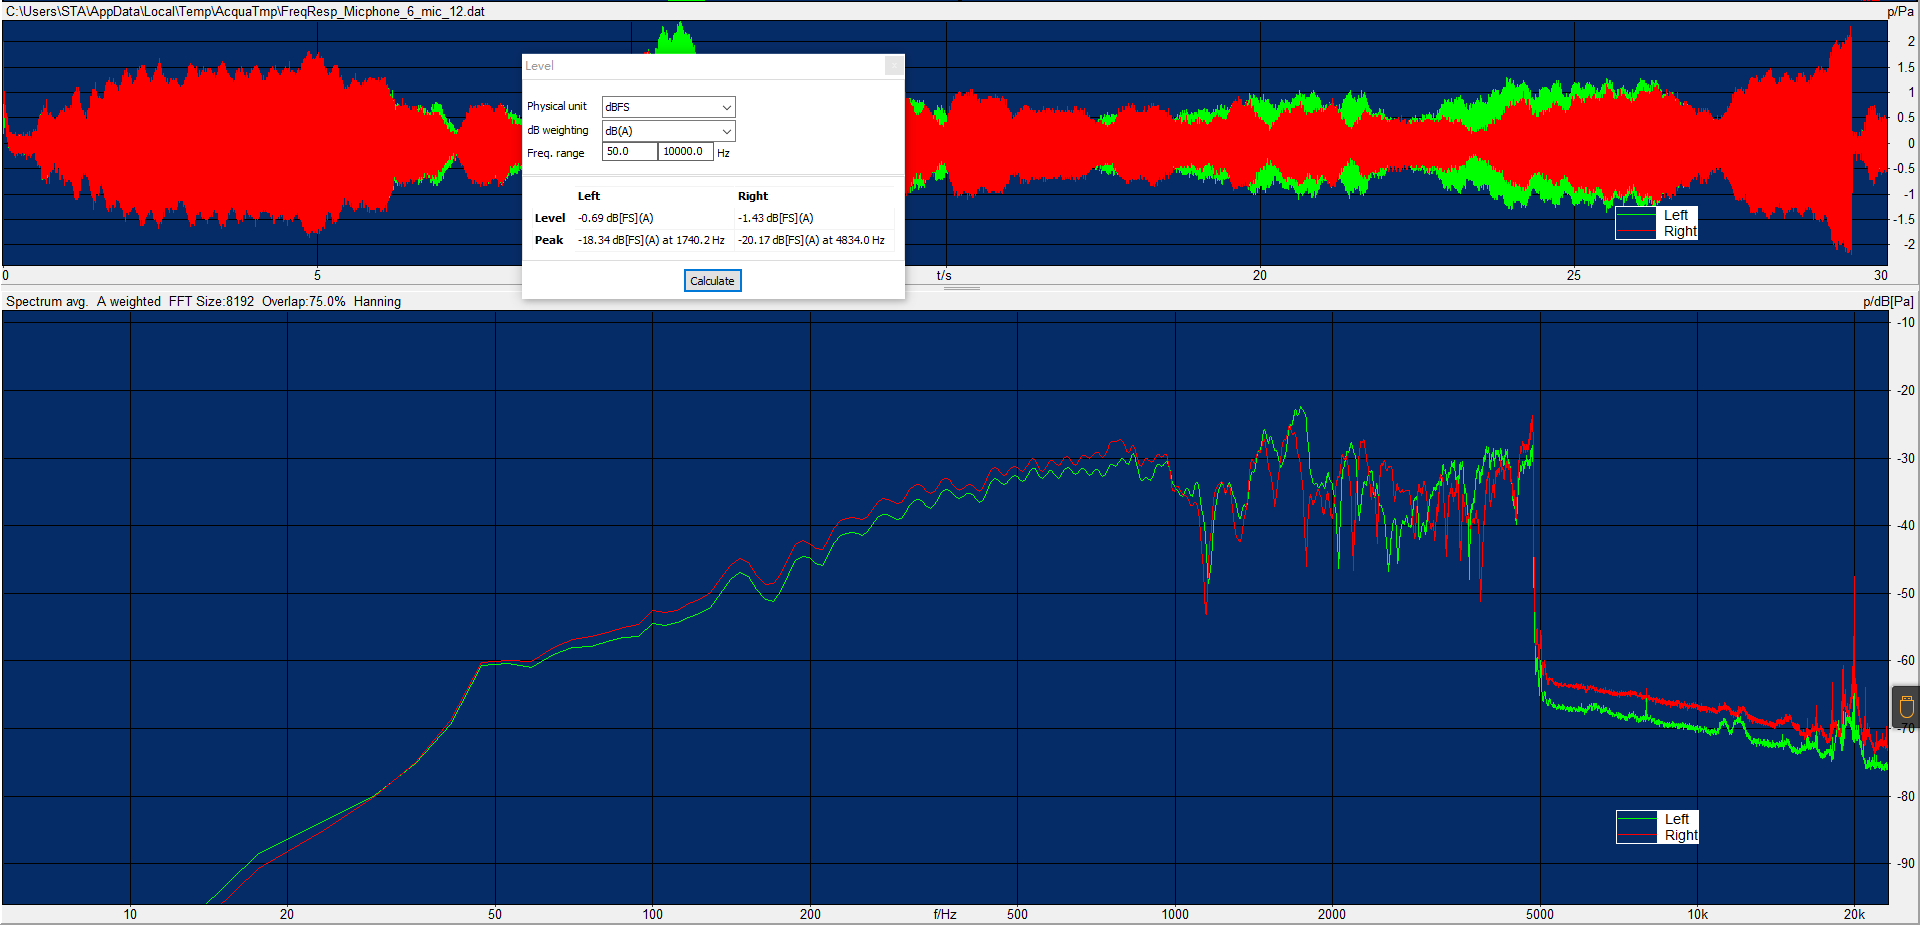 C:\Users\STA\AppData\Local\Temp\AcquaTmp\FreqResp_Micphone_6_mic_12.dat
p/Pa
2
1.5
1
0.5
0
-0.5
-1
-1.5
-2
Left
Right
0 5 t/s 20 25 30
Level
Physical unit dBFS
dB weighting dB(A)
Freq. range 50.0 10000.0 Hz
Left Right
Level -0.69 dB[FS](A) -1.43 dB[FS](A)
Peak -18.34 dB[FS](A) at 1740.2 Hz -20.17 dB[FS](A) at 4834.0 Hz
Calculate
Spectrum avg. A weighted FFT Size:8192 Overlap:75.0% Hanning
p/dB[Pa]
-10
-20
-30
-40
-50
-60
-70
-80
-90
Left
Right
10 20 50 100 200 f/Hz 500 1000 2000 5000 10k 20k